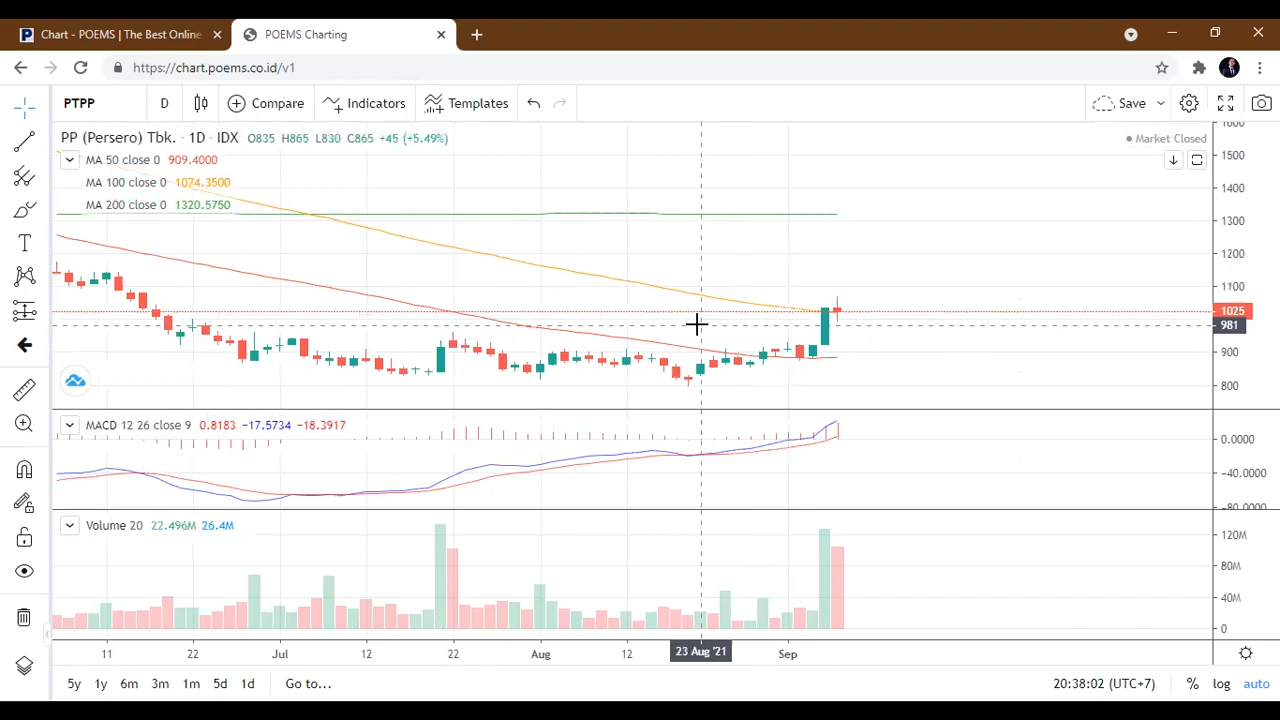 Chart - POEMS | The Best Online
POEMS Charting
https://chart.poems.co.id/v1
PTPP D Compare Indicators Templates Save
PP (Persero) Tbk. · 1D · IDX O835 H865 L830 C865 +45 (+5.49%)
Market Closed
MA 50 close 0 909.4000
MA 100 close 0 1074.3500
MA 200 close 0 1320.5750
1600
1500
1400
1300
1200
1100
1025
981
900
800
MACD 12 26 close 9 0.8183 −17.5734 −18.3917
0.0000
−40.0000
−80.0000
Volume 20 22.496M 26.4M
120M
80M
40M
0
11 22 Jul 12 22 Aug 12 23 Aug '21 Sep
5y 1y 6m 3m 1m 5d 1d Go to... 20:38:02 (UTC+7) % log auto